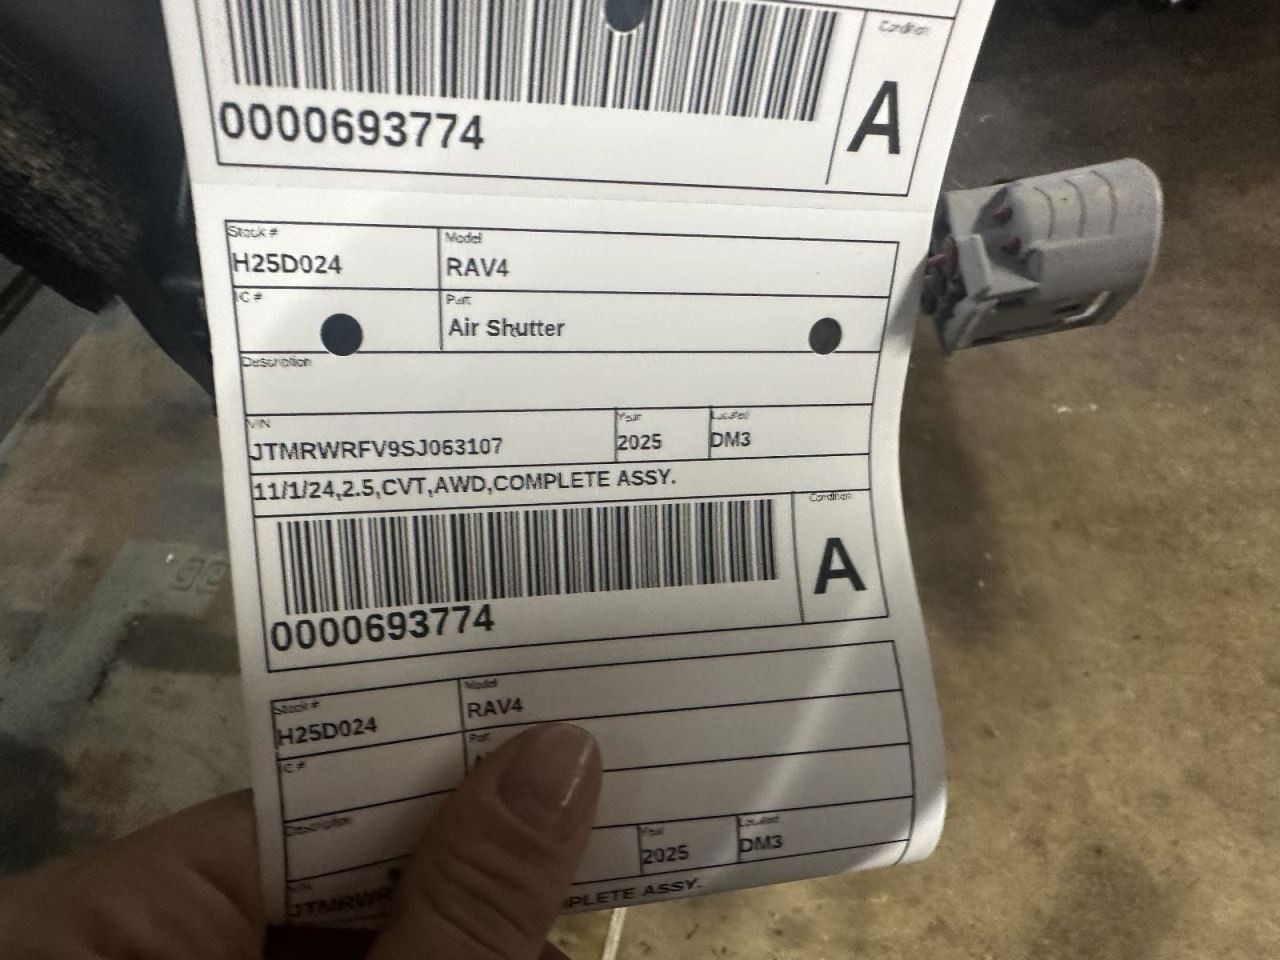 Condition
A
0000693774
Stock #
Model
H25D024
RAV4
IC #
Part
Air Shutter
Description
VIN
Year
Located
JTMRWRFV9SJ063107
2025
DM3
11/1/24,2.5,CVT,AWD,COMPLETE ASSY.
Condition
A
0000693774
Stock #
Model
H25D024
RAV4
IC #
Part
Description
Year
Located
VIN
2025
DM3
JTMRWR
MPLETE ASSY.